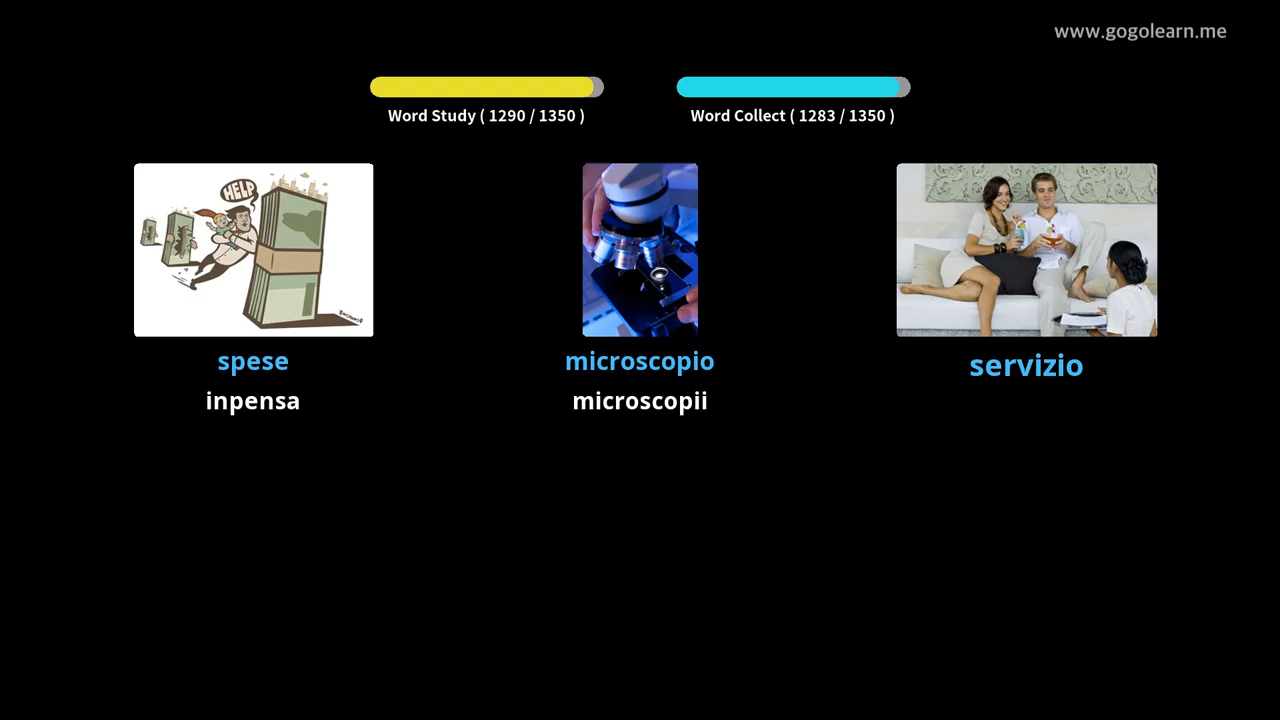 www.gogolearn.me
Word Study ( 1290 / 1350 )
Word Collect ( 1283 / 1350 )
HELP
spese
microscopio
servizio
inpensa
microscopii